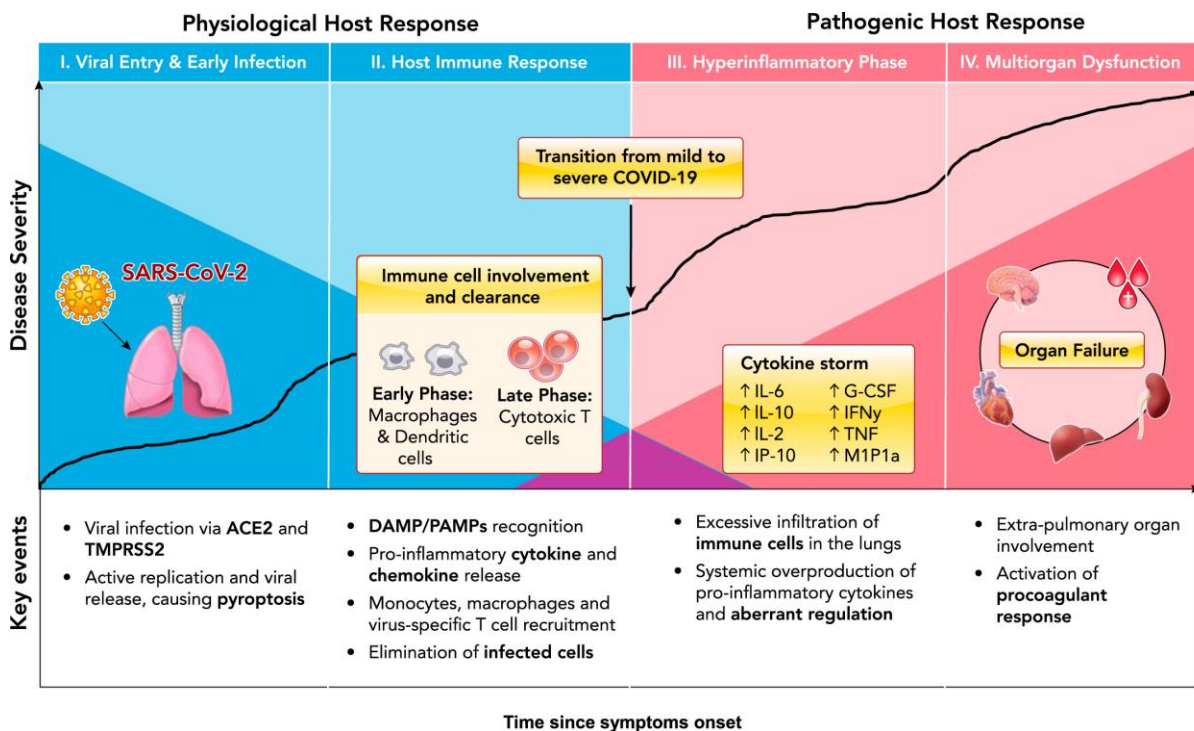 Physiological Host Response
Pathogenic Host Response
I. Viral Entry & Early Infection
II. Host Immune Response
III. Hyperinflammatory Phase
IV. Multiorgan Dysfunction
Disease Severity
SARS-CoV-2
Immune cell involvement
and clearance
Early Phase:
Macrophages
& Dendritic
cells
Late Phase:
Cytotoxic T
cells
Transition from mild to
severe COVID-19
Cytokine storm
↑ IL-6
↑ IL-10
↑ IL-2
↑ IP-10
↑ G-CSF
↑ IFNy
↑ TNF
↑ M1P1a
Organ Failure
Key events
• Viral infection via ACE2 and
TMPRSS2
• Active replication and viral
release, causing pyroptosis
• DAMP/PAMPs recognition
• Pro-inflammatory cytokine and
chemokine release
• Monocytes, macrophages and
virus-specific T cell recruitment
• Elimination of infected cells
• Excessive infiltration of
immune cells in the lungs
• Systemic overproduction of
pro-inflammatory cytokines
and aberrant regulation
• Extra-pulmonary organ
involvement
• Activation of
procoagulant
response
Time since symptoms onset